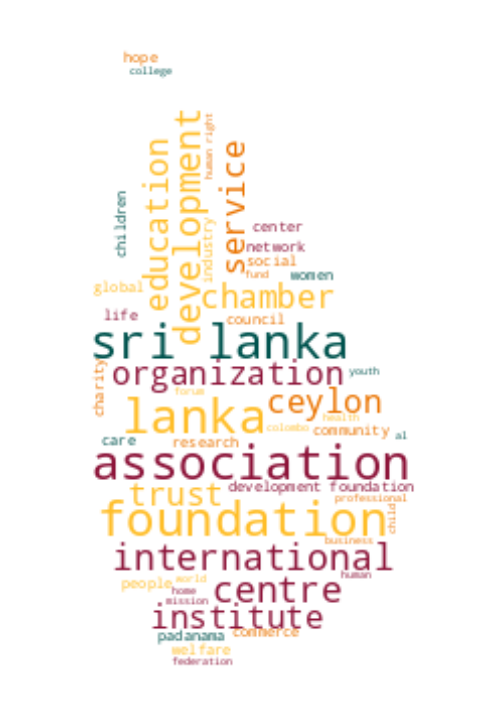 hope
college
human right
development
education
service
children
industry
center
network
social
fund
women
global
chamber
life
council
sri lanka
organization
youth
charity
forum
ceylon
lanka
health
colombo
community
al
care
research
association
development foundation
trust
professional
foundation
child
business
international
human
people
world
home
centre
mission
institute
padanama
commerce
welfare
federation